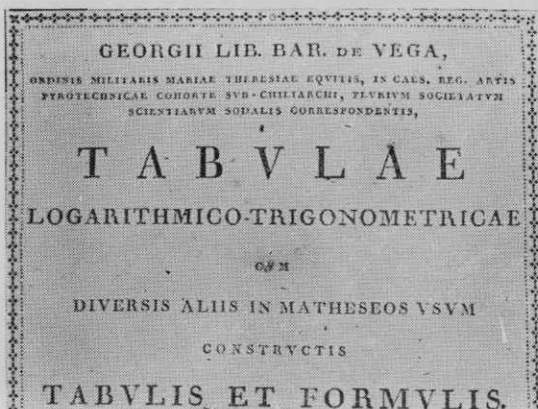 GEORGII LIB. BAR. DE VEGA,
ORDINIS MILITARIS MARIAE THERESIAE EQVITIS, IN CAES. REG. ARTIS
PYROTECHNICAE COHORTE SVB-CHILIARCHI, PLVRIVM SOCIETATVM
SCIENTIARVM SODALIS CORRESPONDENTIS,
TABVLAE
LOGARITHMICO-TRIGONOMETRICAE
CVM
DIVERSIS ALIIS IN MATHESEOS VSVM
CONSTRVCTIS
TABVLIS ET FORMVLIS.